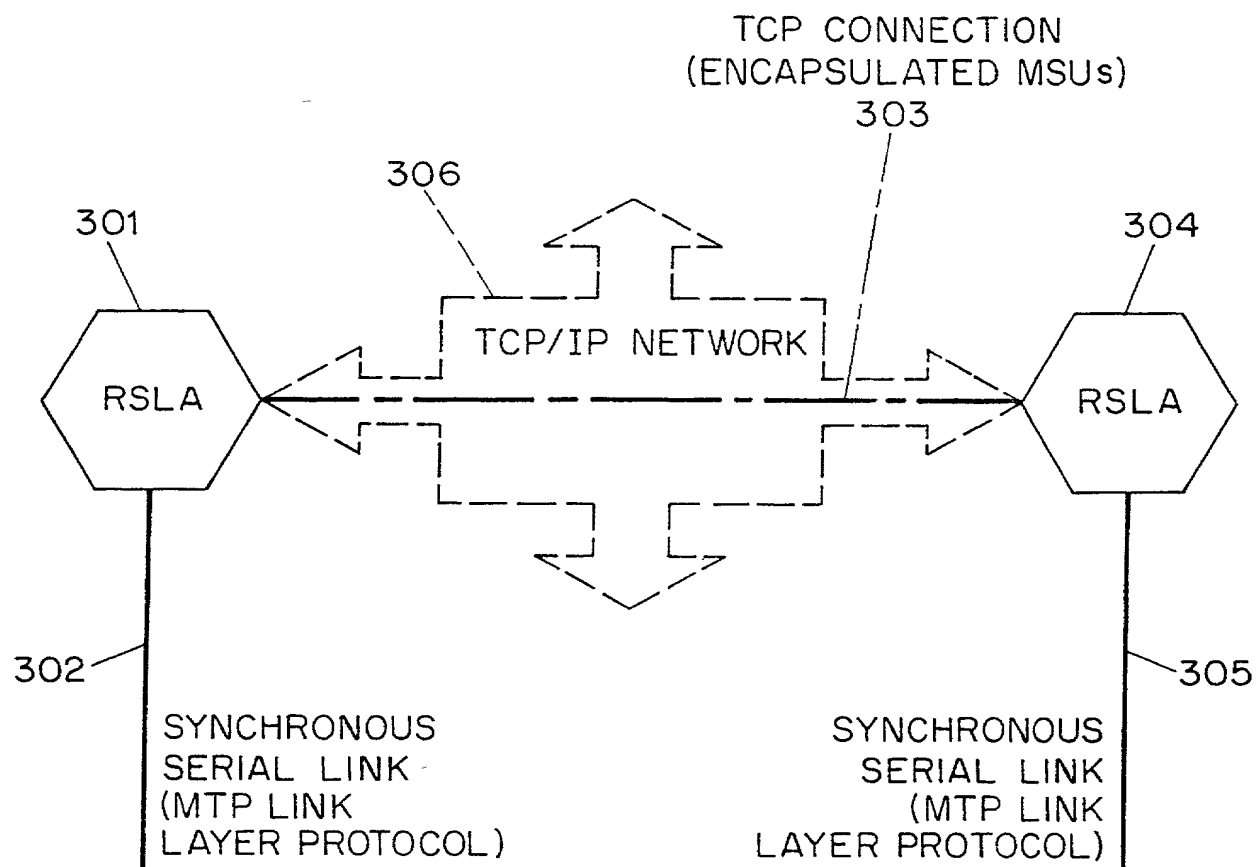 TCP CONNECTION
(ENCAPSULATED MSUs)
303
306
301
304
TCP/IP NETWORK
RSLA
RSLA
302
305
SYNCHRONOUS
SERIAL LINK
(MTP LINK
LAYER PROTOCOL)
SYNCHRONOUS
SERIAL LINK
(MTP LINK
LAYER PROTOCOL)